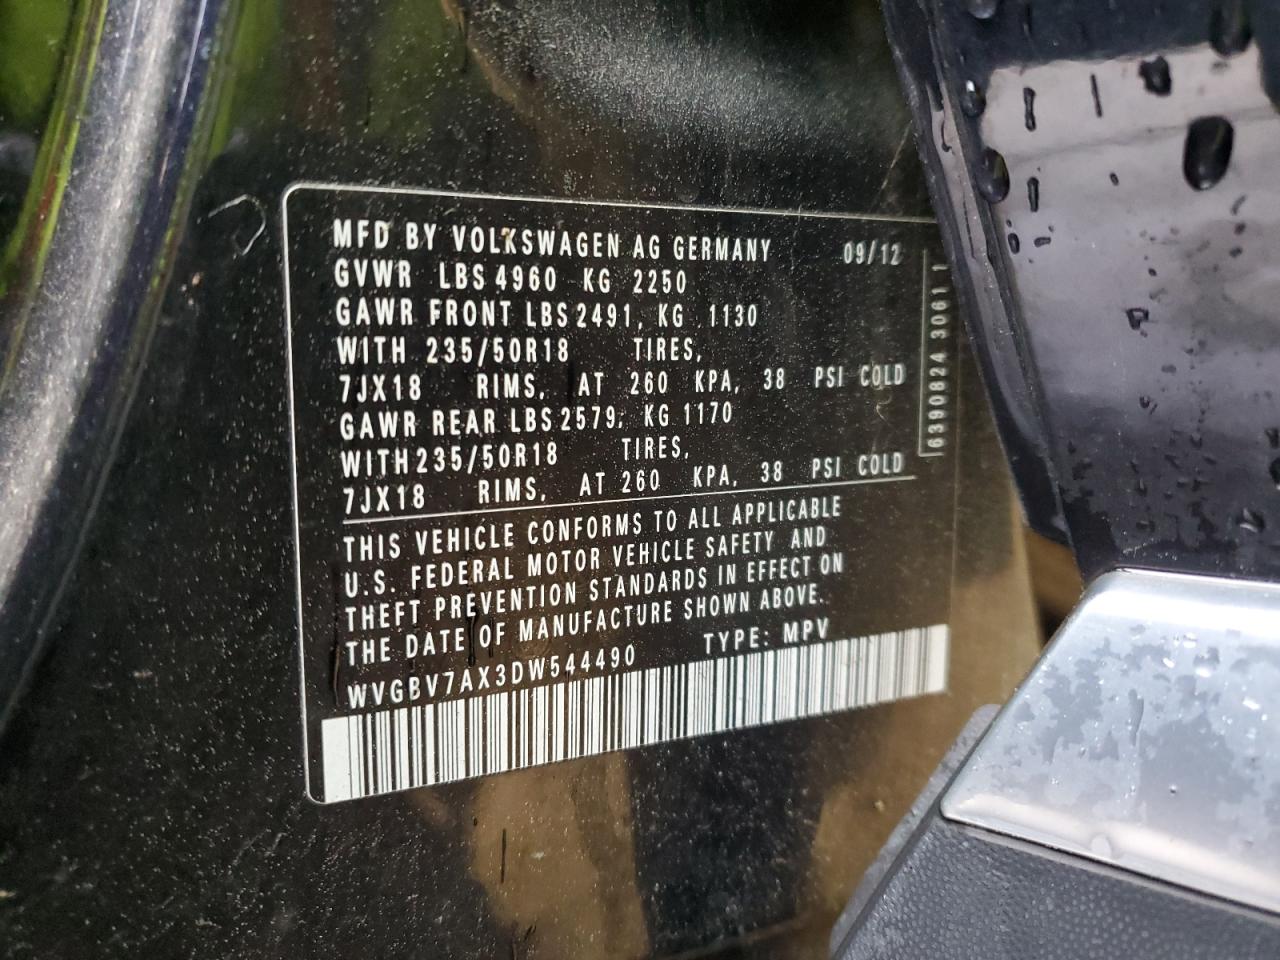 MFD BY VOLKSWAGEN AG GERMANY 09/12
GVWR LBS 4960 KG 2250
GAWR FRONT LBS 2491, KG 1130
WITH 235/50R18 TIRES,
7JX18 RIMS, AT 260 KPA, 38 PSI COLD
GAWR REAR LBS 2579, KG 1170
WITH 235/50R18 TIRES,
7JX18 RIMS, AT 260 KPA, 38 PSI COLD
THIS VEHICLE CONFORMS TO ALL APPLICABLE
U.S. FEDERAL MOTOR VEHICLE SAFETY AND
THEFT PREVENTION STANDARDS IN EFFECT ON
THE DATE OF MANUFACTURE SHOWN ABOVE.
WVGBV7AX3DW544490 TYPE: MPV
6390824 30611